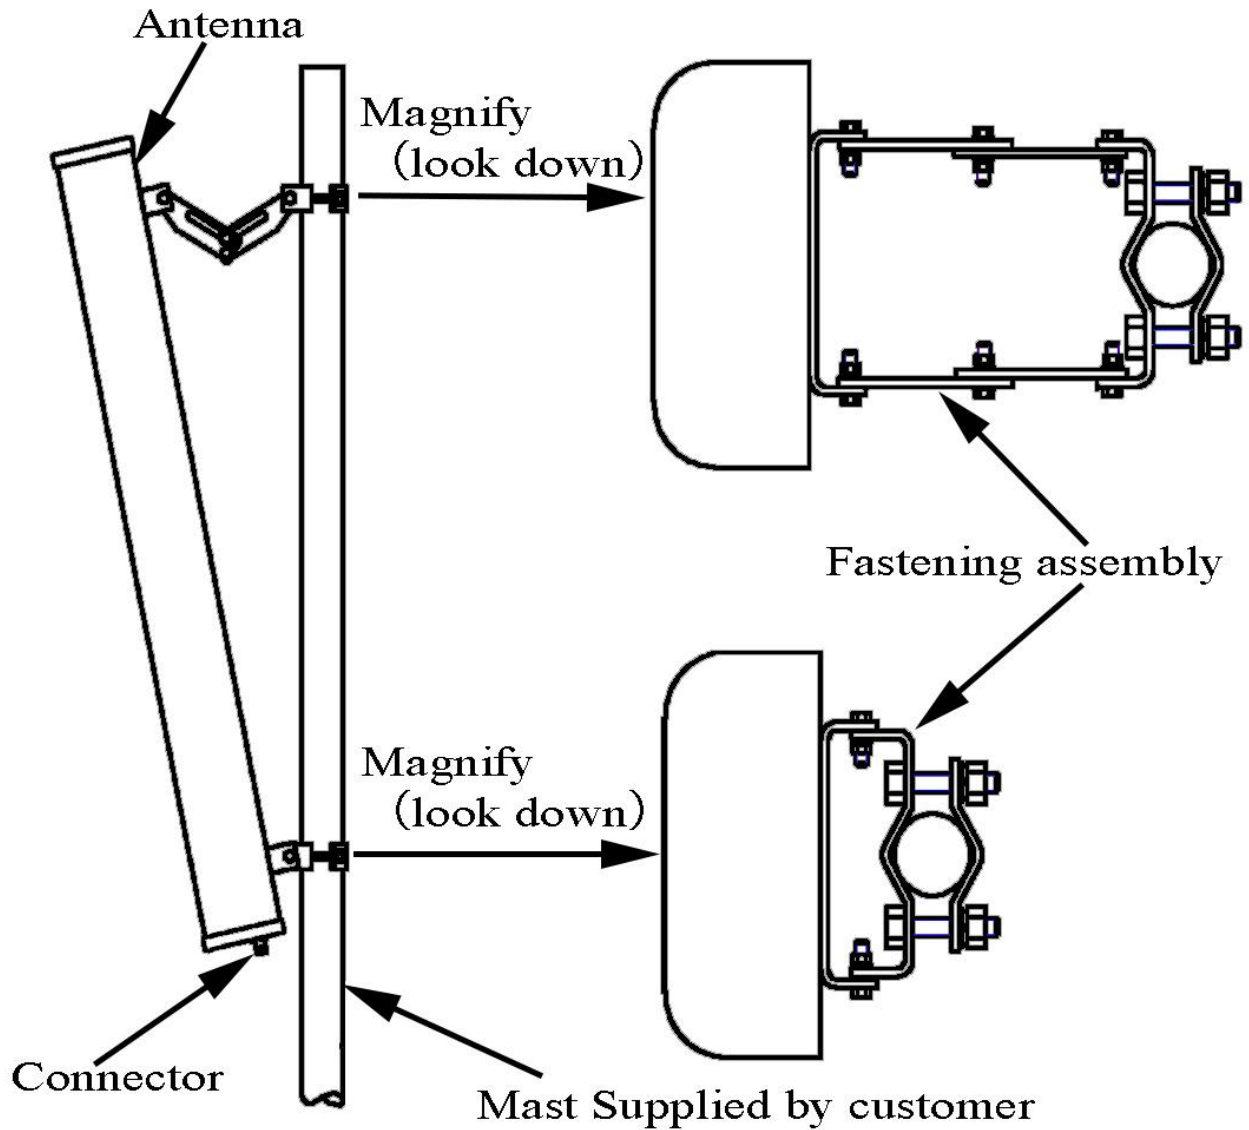 Antenna
Magnify
(look down)
Fastening assembly
Magnify
(look down)
Connector
Mast Supplied by customer